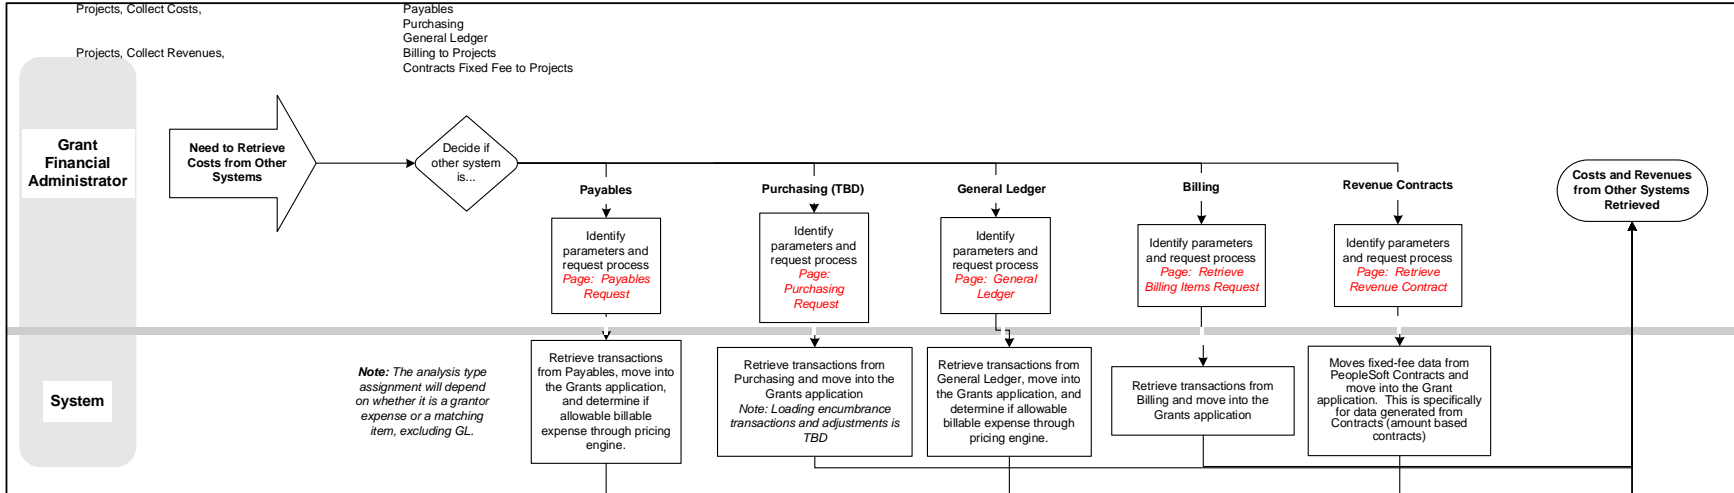 Projects, Collect Costs,
Payables
Purchasing
General Ledger
Projects, Collect Revenues,
Billing to Projects
Contracts Fixed Fee to Projects
Grant
Financial
Administrator
Need to Retrieve
Costs from Other
Systems
Decide if
other system
is...
Payables
Identify
parameters and
request process
Page:  Payables
Request
Purchasing (TBD)
Identify
parameters and
request process
Page:
Purchasing
Request
General Ledger
Identify
parameters and
request process
Page:  General
Ledger
Billing
Identify parameters
and request process
Page:  Retrieve
Billing Items Request
Revenue Contracts
Identify parameters
and request process
Page:  Retrieve
Revenue Contract
Costs and Revenues
from Other Systems
Retrieved
System
Note: The analysis type
assignment will depend
on whether it is a grantor
expense or a matching
item, excluding GL.
Retrieve transactions
from Payables, move into
the Grants application,
and determine if
allowable billable
expense through pricing
engine.
Retrieve transactions from
Purchasing and move into the
Grants application
Note: Loading encumbrance
transactions and adjustments is
TBD
Retrieve transactions from
General Ledger, move into
the Grants application, and
determine if allowable
billable expense through
pricing engine.
Retrieve transactions from
Billing and move into the
Grants application
Moves fixed-fee data from
PeopleSoft Contracts and
move into the Grant
application.  This is specifically
for data generated from
Contracts (amount based
contracts)